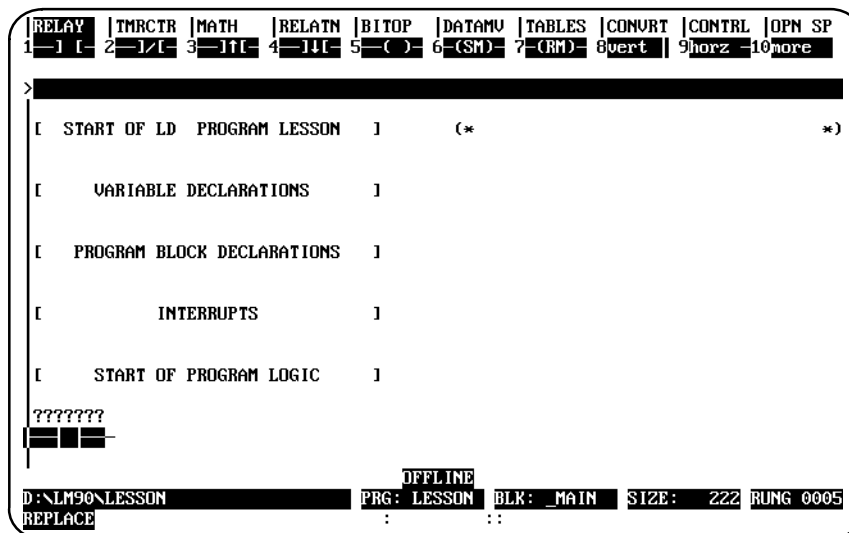 |RELAY |TMRCTR |MATH |RELATN |BITOP |DATAMV |TABLES |CONVRT |CONTRL |OPN SP
1—] [— 2—]/[— 3—]↑[— 4—]↓[— 5—( )— 6—(SM)— 7—(RM)— 8vert | 9horz —10more
>
[ START OF LD PROGRAM LESSON ] (* *)
[ VARIABLE DECLARATIONS ]
[ PROGRAM BLOCK DECLARATIONS ]
[ INTERRUPTS ]
[ START OF PROGRAM LOGIC ]
???????
OFFLINE
D:\LM90\LESSON PRG: LESSON BLK: _MAIN SIZE: 222 RUNG 0005
REPLACE : ::